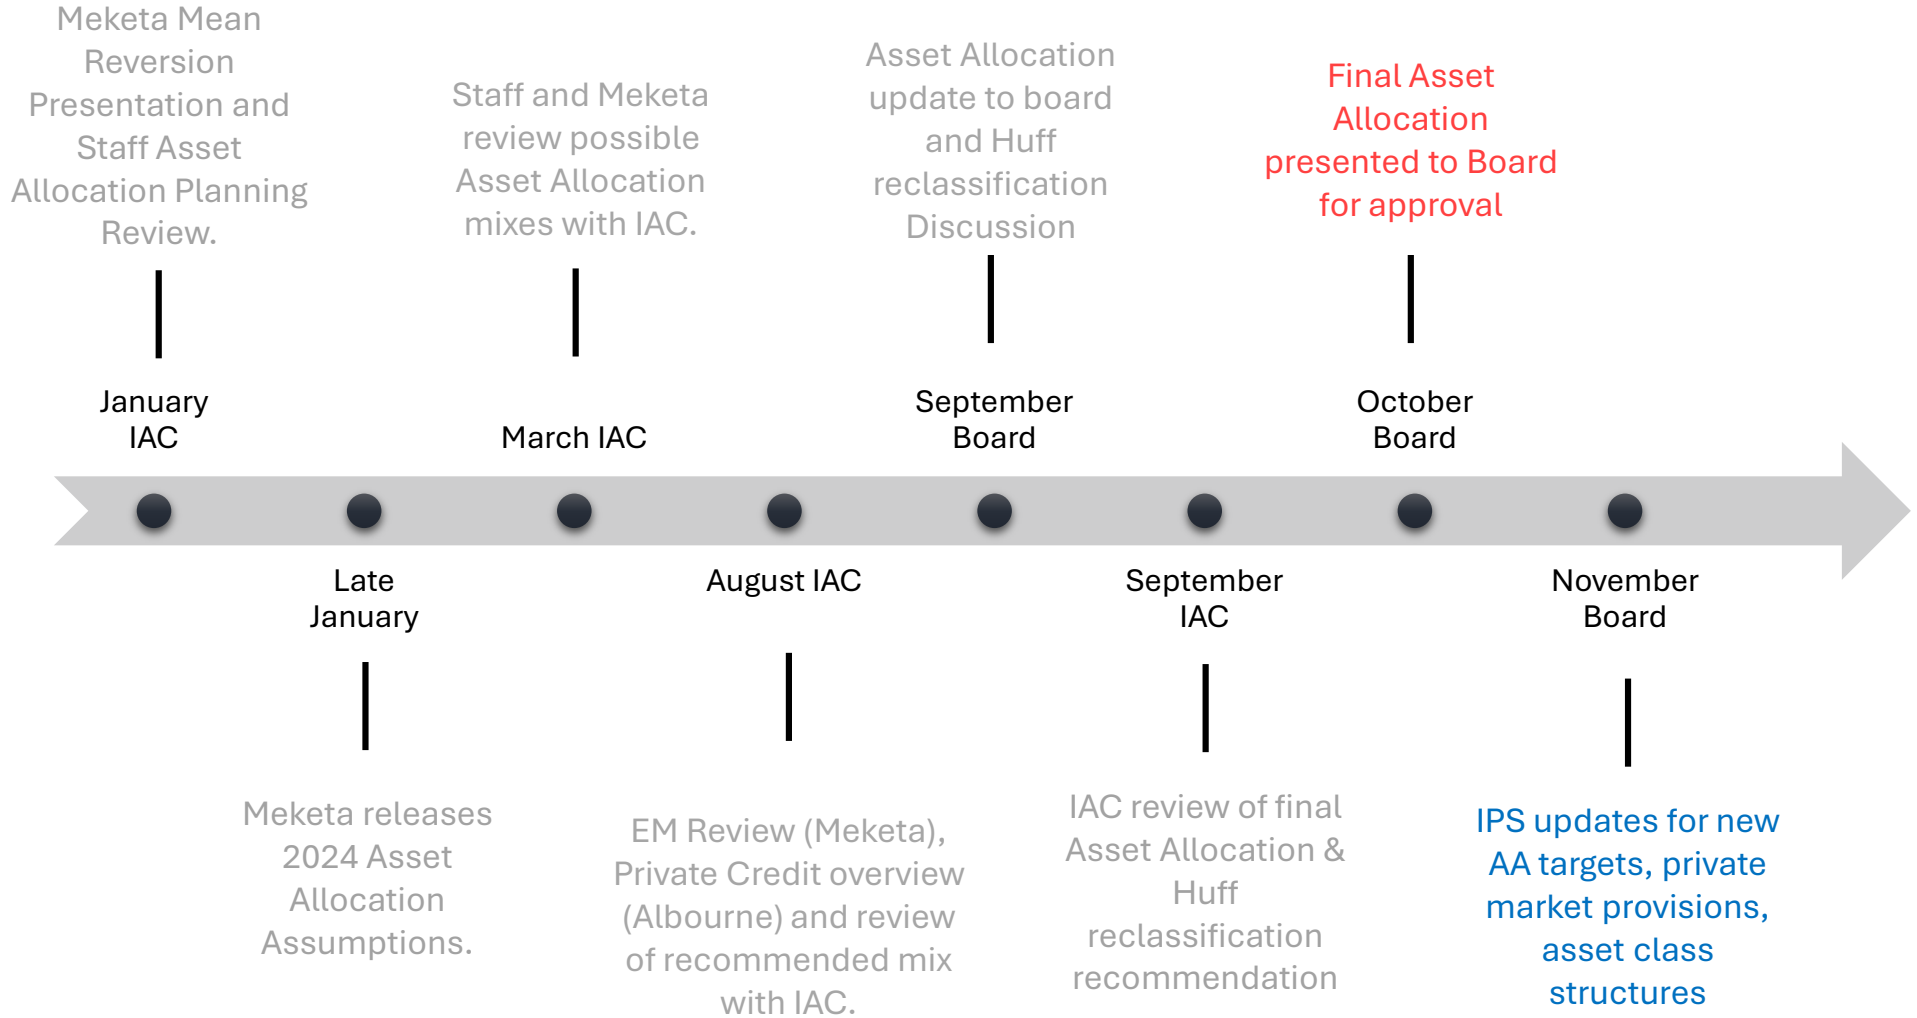 Meketa Mean
Reversion
Presentation and
Staff Asset
Allocation Planning
Review.
January
IAC
Late
January
Meketa releases
2024 Asset
Allocation
Assumptions.
Staff and Meketa
review possible
Asset Allocation
mixes with IAC.
March IAC
August IAC
EM Review (Meketa),
Private Credit overview
(Albourne) and review
of recommended mix
with IAC.
Asset Allocation
update to board
and Huff
reclassification
Discussion
September
Board
September
IAC
IAC review of final
Asset Allocation &
Huff
reclassification
recommendation
Final Asset
Allocation
presented to Board
for approval
October
Board
November
Board
IPS updates for new
AA targets, private
market provisions,
asset class
structures